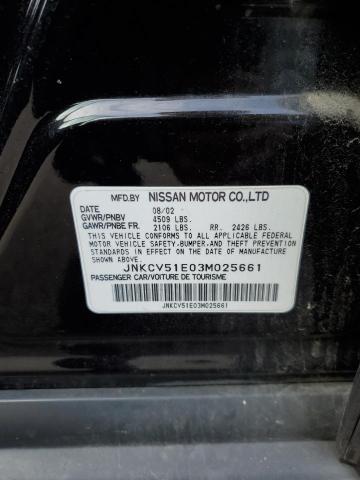 MFD.BY NISSAN MOTOR CO.,LTD
08/02
GVWR/PNBV 4509 LBS.
GAWR/PNBE FR. 2106 LBS. RR. 2426 LBS.
THIS VEHICLE CONFORMS TO ALL APPLICABLE FEDERAL
MOTOR VEHICLE SAFETY,BUMPER,AND THEFT PREVENTION
STANDARDS IN EFFECT ON THE DATE OF
MANUFACTURE SHOWN ABOVE.
JNKCV51E03M025661
PASSENGER CAR/VOITURE DE TOURISME
JNKCV51E03M025661